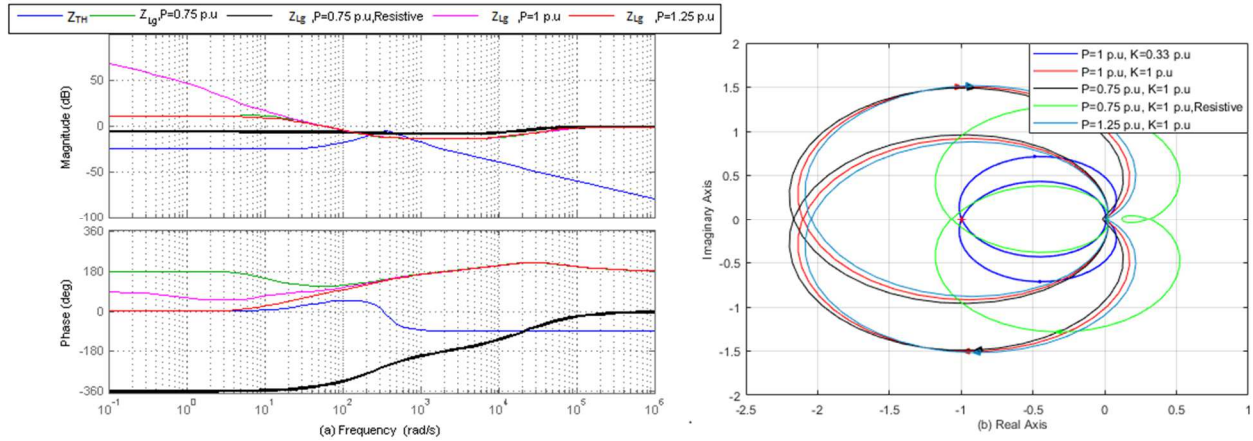 Z_TH Z_Lg,P=0.75 p.u Z_Lg ,P=0.75 p.u,Resistive Z_Lg ,P=1 p.u Z_Lg ,P=1.25 p.u
Magnitude (dB)
50
0
-50
-100
Phase (deg)
360
180
0
-180
-360
10^-1 10^0 10^1 10^2 10^3 10^4 10^5 10^6
(a) Frequency (rad/s)
.
P=1 p.u, K=0.33 p.u
P=1 p.u, K=1 p.u
P=0.75 p.u, K=1 p.u
P=0.75 p.u, K=1 p.u,Resistive
P=1.25 p.u, K=1 p.u
Imaginary Axis
2
1.5
1
0.5
0
-0.5
-1
-1.5
-2
-2.5 -2 -1.5 -1 -0.5 0 0.5 1
(b) Real Axis